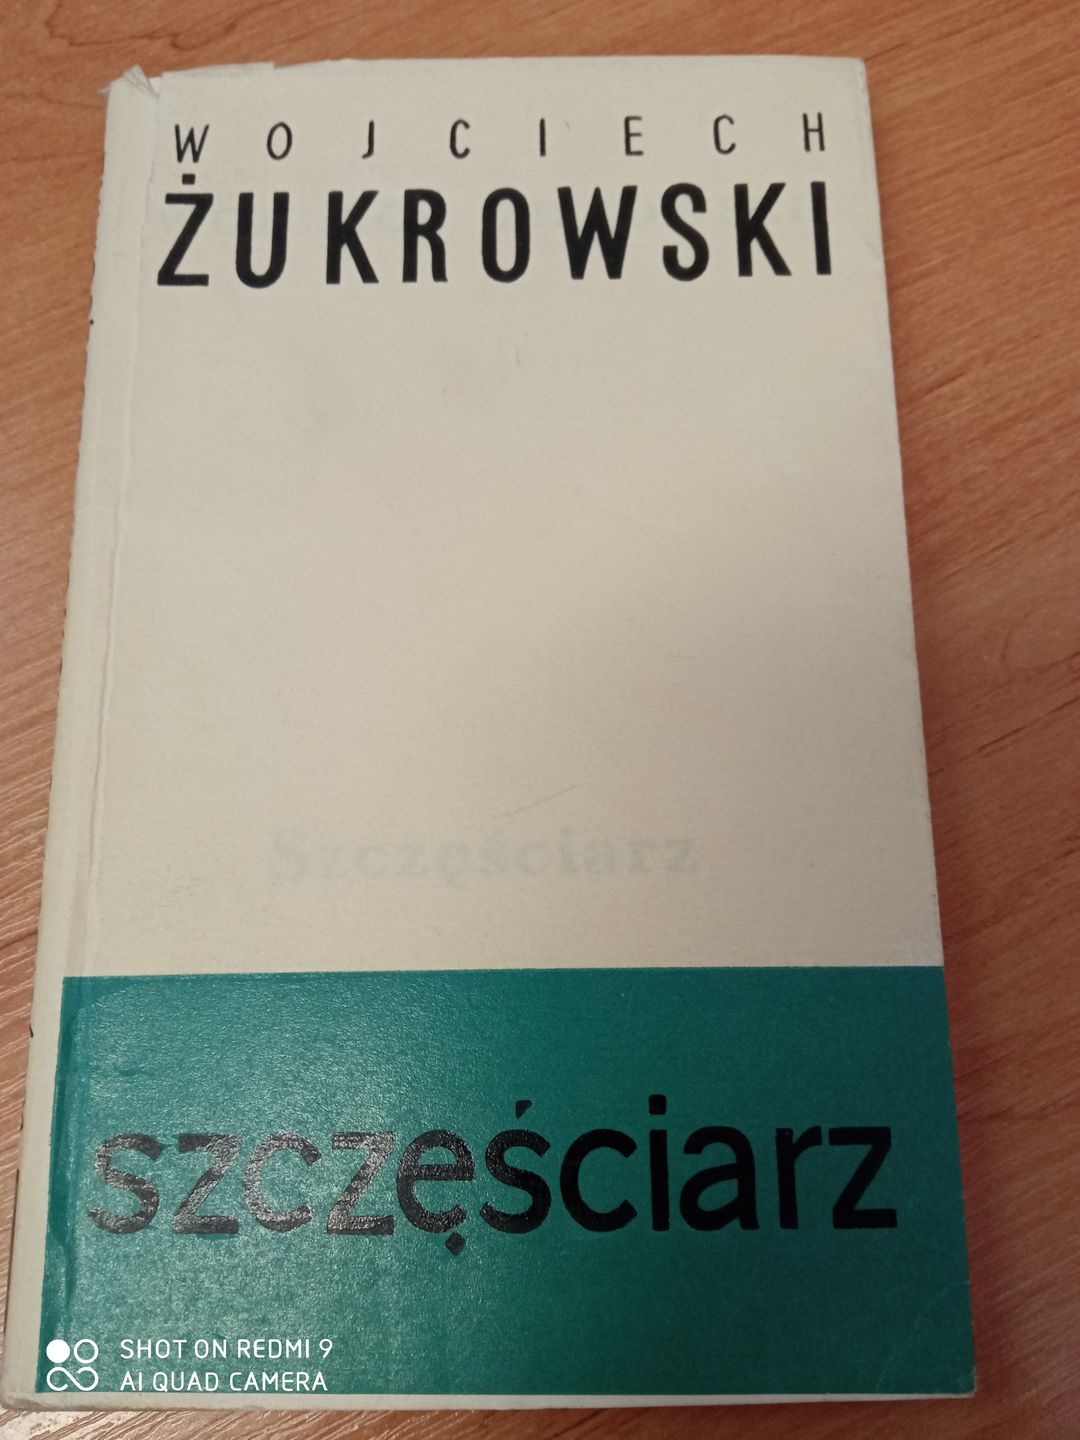 WOJCIECH
ŻUKROWSKI
Szczęściarz
szczęściarz
SHOT ON REDMI 9
AI QUAD CAMERA